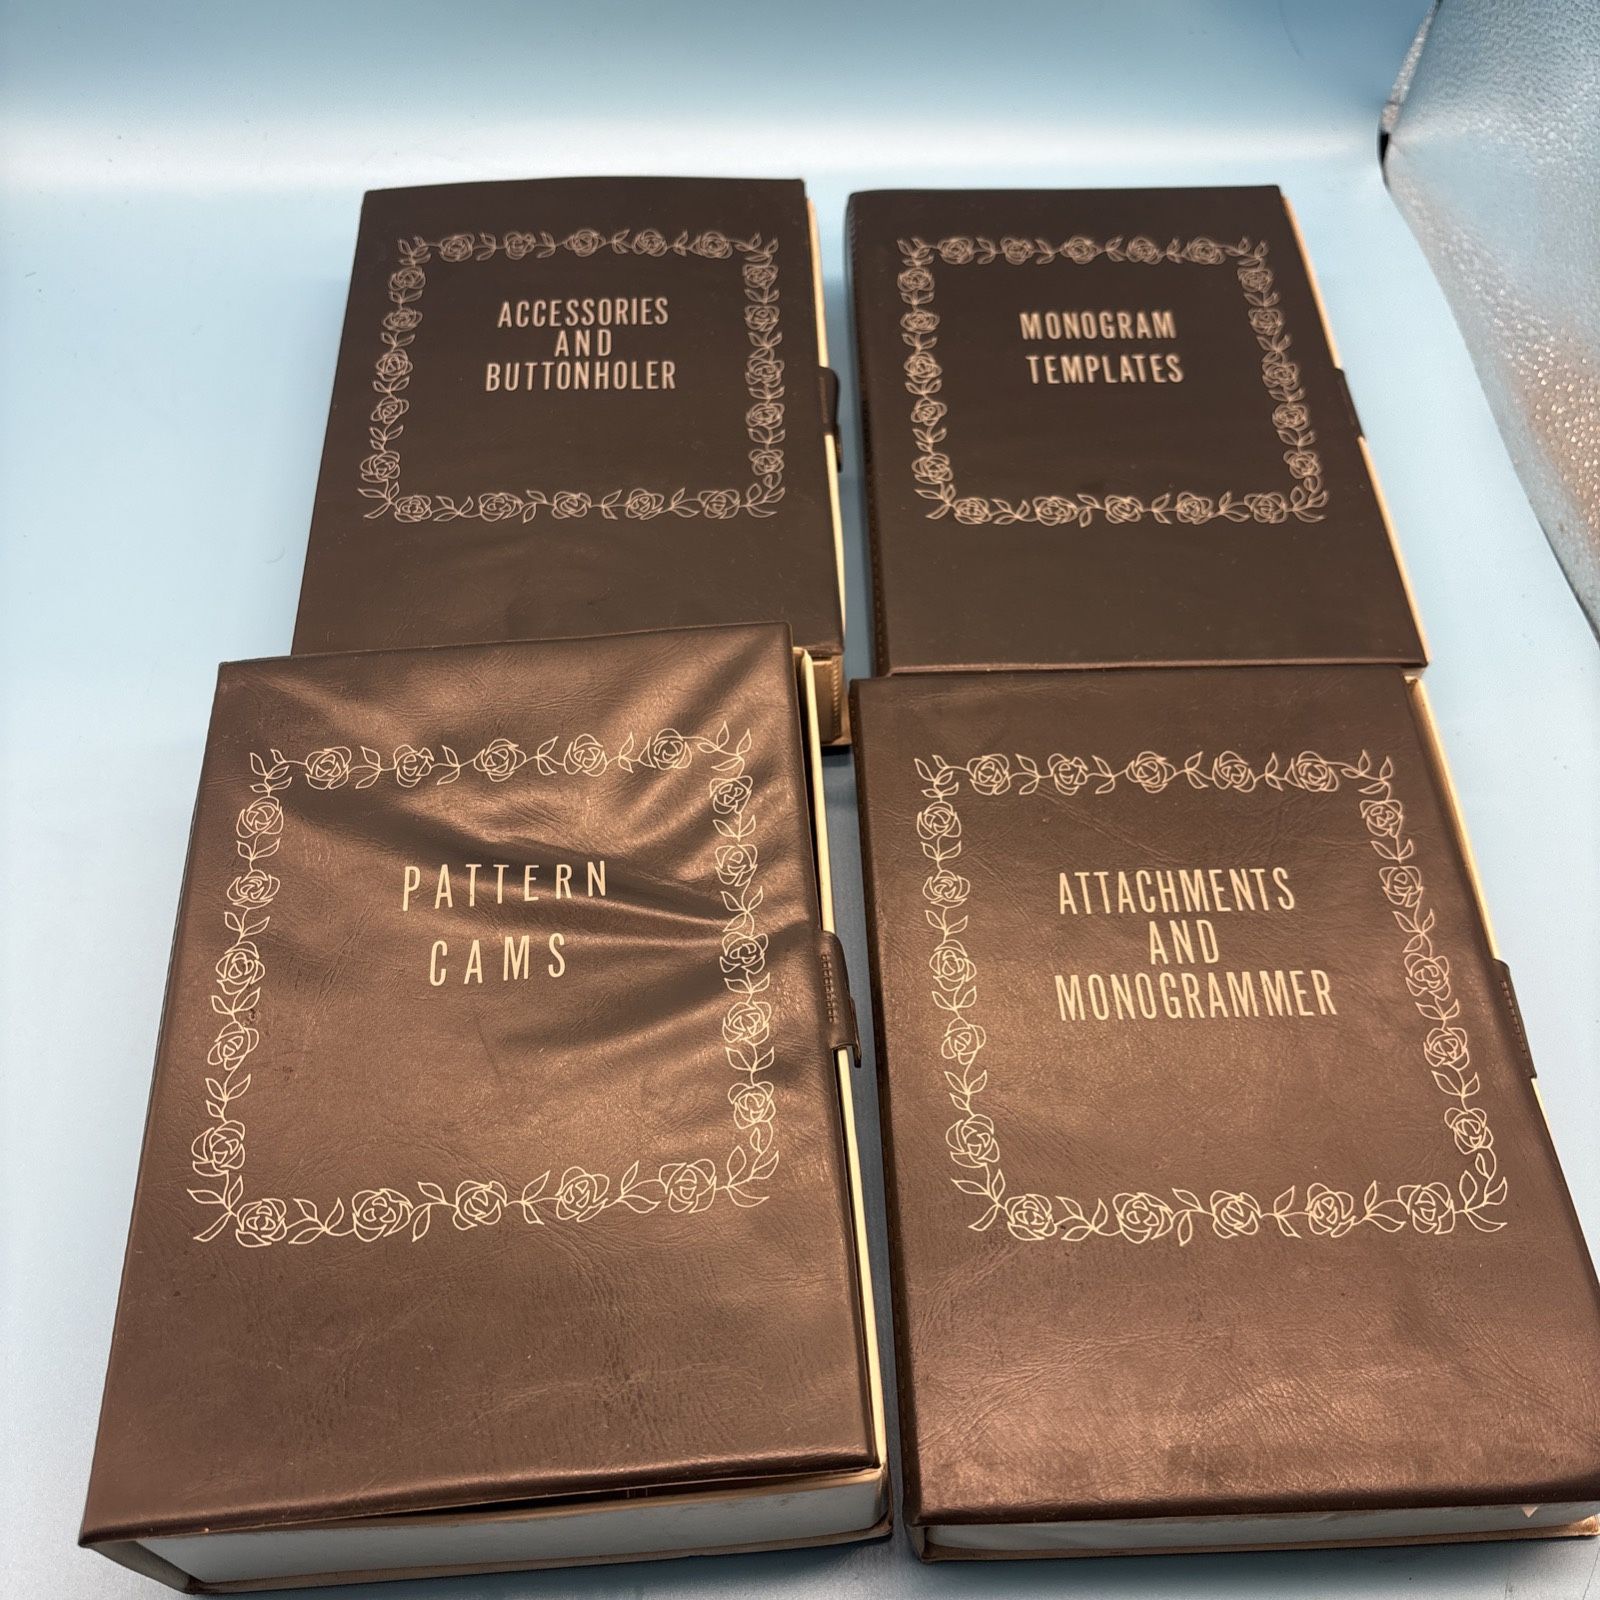 ACCESSORIES
AND
BUTTONHOLER
MONOGRAM
TEMPLATES
PATTERN
CAMS
ATTACHMENTS
AND
MONOGRAMMER